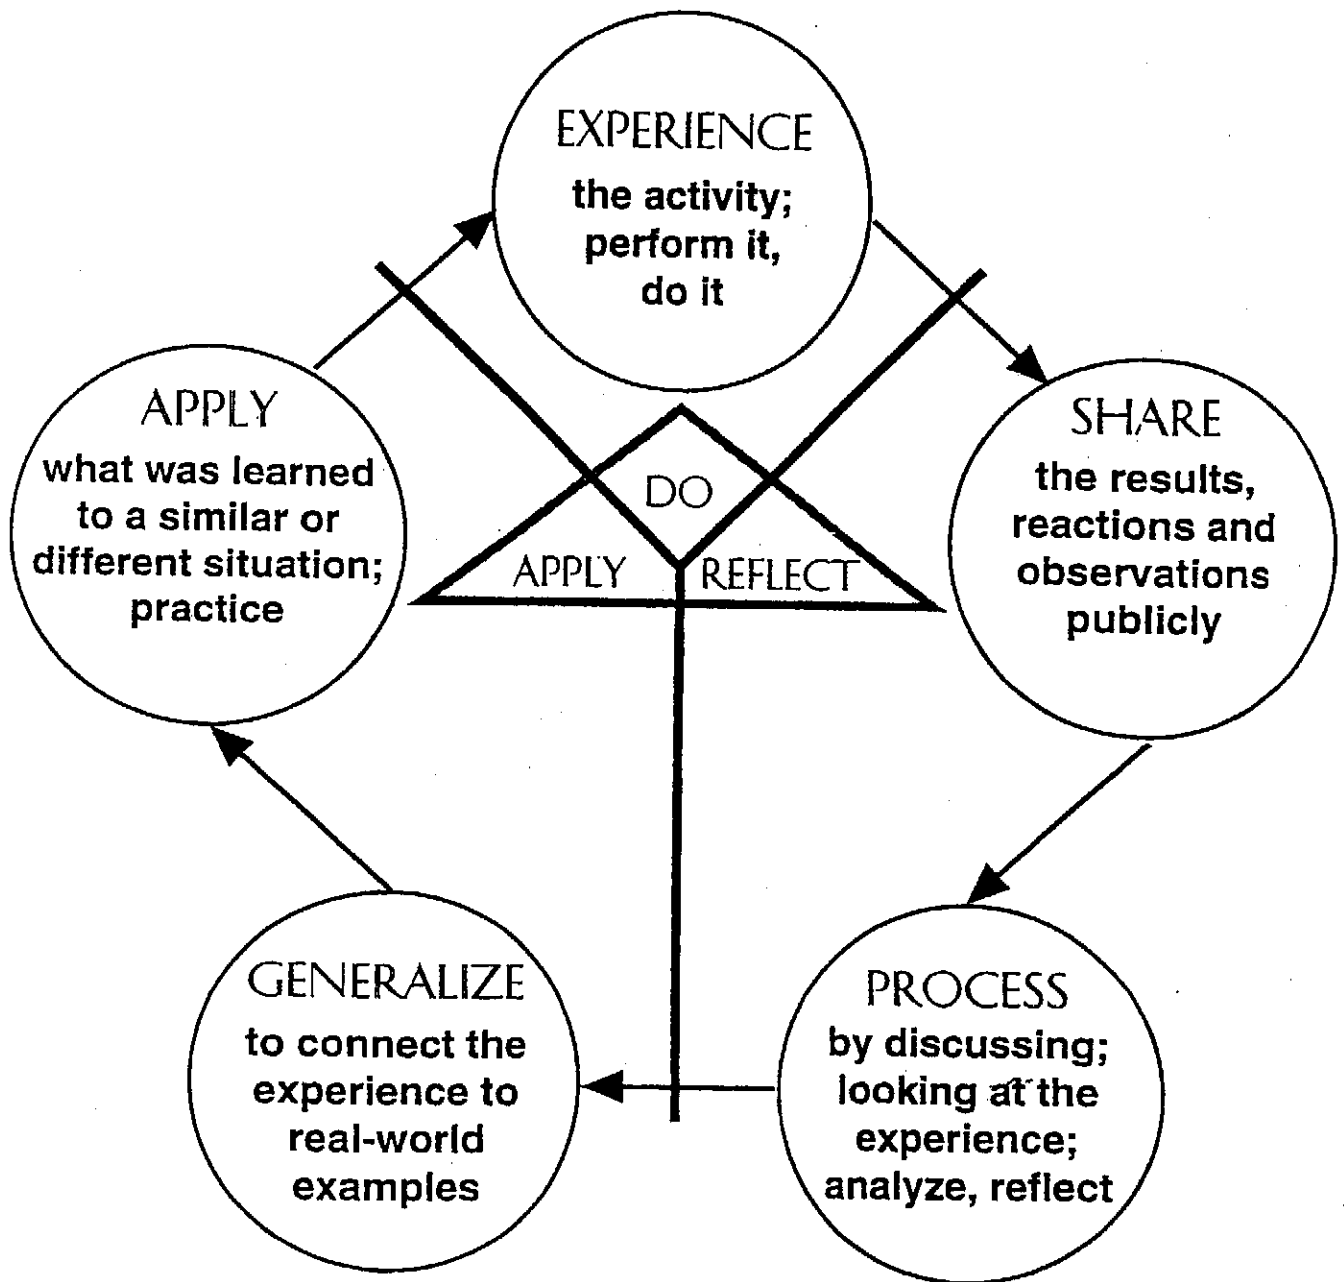 EXPERIENCE
the activity;
perform it,
do it
SHARE
the results,
reactions and
observations
publicly
PROCESS
by discussing;
looking at the
experience;
analyze, reflect
GENERALIZE
to connect the
experience to
real-world
examples
APPLY
what was learned
to a similar or
different situation;
practice
DO
APPLY
REFLECT